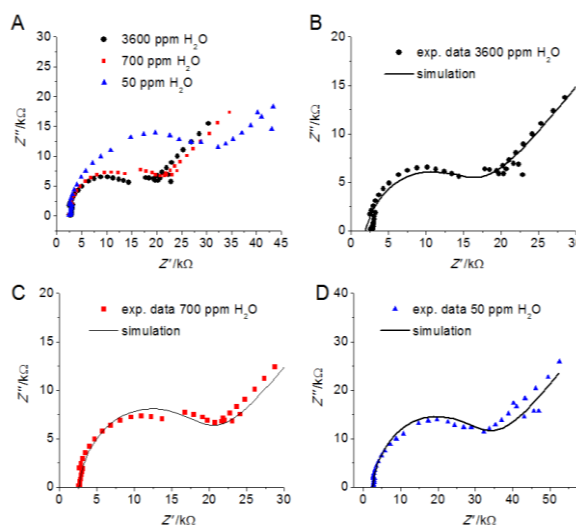 A
3600 ppm H2O
700 ppm H2O
50 ppm H2O
Z''/kΩ
30
25
20
15
10
5
0
0 5 10 15 20 25 30 35 40 45
Z'/kΩ
B
exp. data 3600 ppm H2O
simulation
Z''/kΩ
20
15
10
5
0
0 5 10 15 20 25 30
Z'/kΩ
C
exp. data 700 ppm H2O
simulation
Z''/kΩ
20
15
10
5
0
0 5 10 15 20 25 30
Z'/kΩ
D
exp. data 50 ppm H2O
simulation
Z''/kΩ
40
30
20
10
0
0 10 20 30 40 50
Z'/kΩ